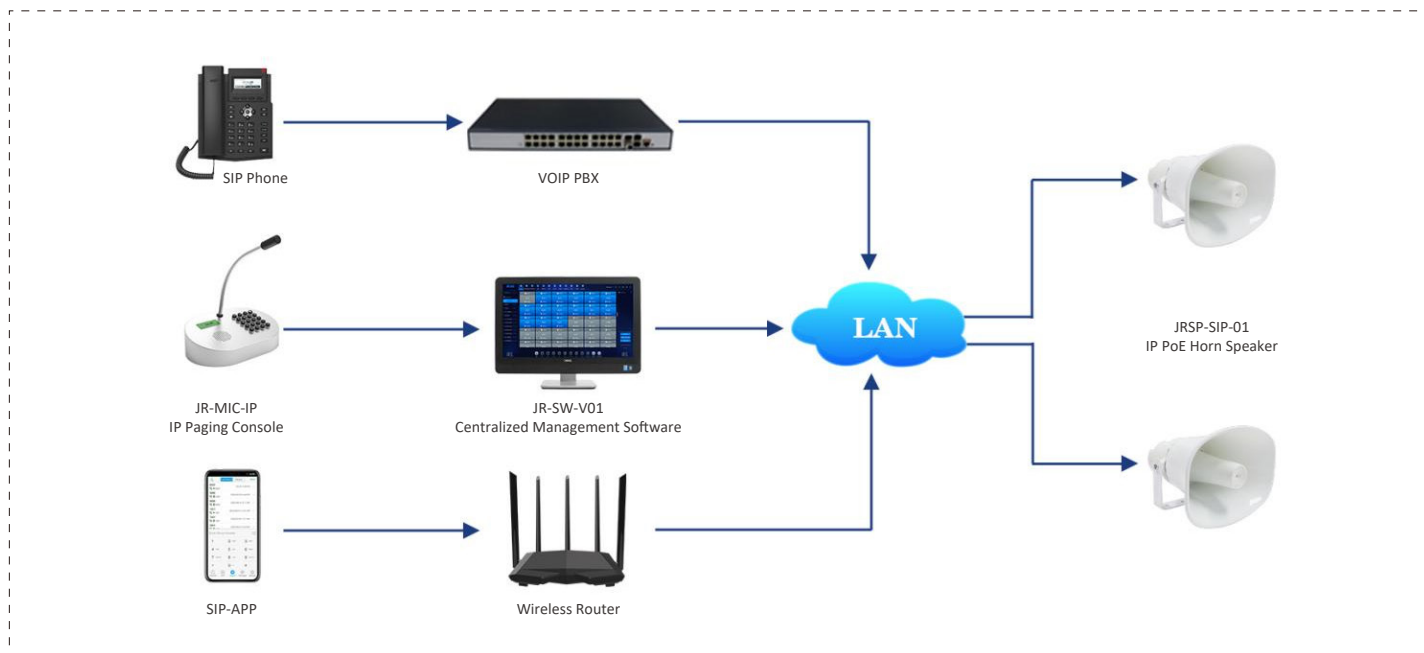 SIP Phone
VOIP PBX
LAN
JRSP-SIP-01
IP PoE Horn Speaker
JR-MIC-IP
IP Paging Console
JR-SW-V01
Centralized Management Software
SIP-APP
Wireless Router